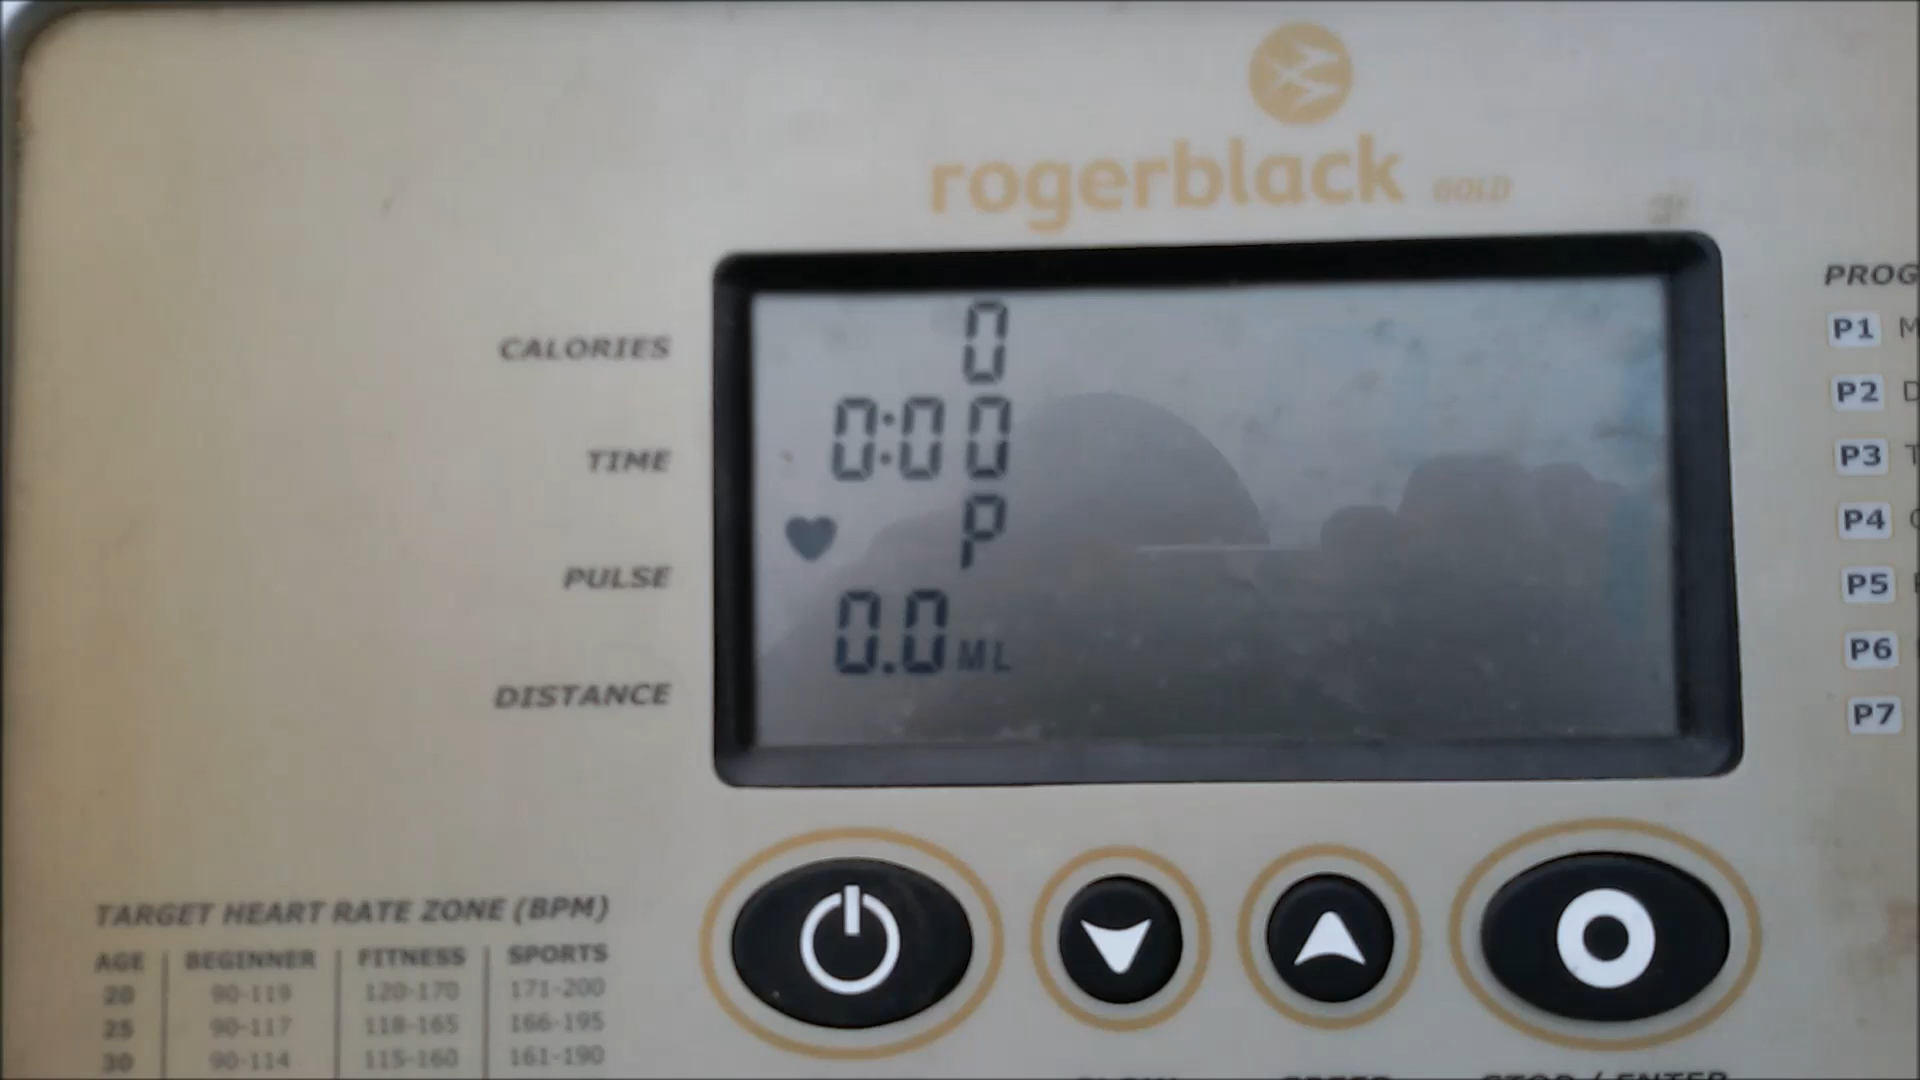 rogerblack GOLD
CALORIES 0
TIME 0:00
PULSE P
DISTANCE 0.0 ML
PROG
P1 M
P2 D
P3 T
P4
P5
P6
P7
TARGET HEART RATE ZONE (BPM)
AGE BEGINNER FITNESS SPORTS
20 90-119 120-170 171-200
25 90-117 118-165 166-195
30 90-114 115-160 161-190
STOP / ENTER